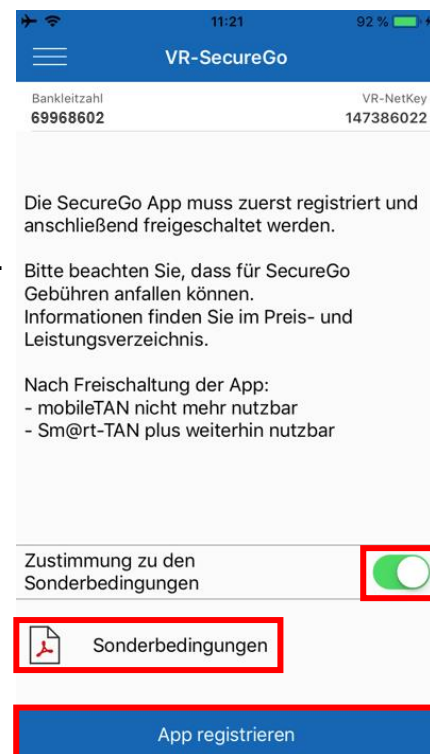 11:21
92 %
VR-SecureGo
Bankleitzahl
VR-NetKey
69968602
147386022
Die SecureGo App muss zuerst registriert und
anschließend freigeschaltet werden.
Bitte beachten Sie, dass für SecureGo
Gebühren anfallen können.
Informationen finden Sie im Preis- und
Leistungsverzeichnis.
Nach Freischaltung der App:
- mobileTAN nicht mehr nutzbar
- Sm@rt-TAN plus weiterhin nutzbar
Zustimmung zu den
Sonderbedingungen
Sonderbedingungen
App registrieren